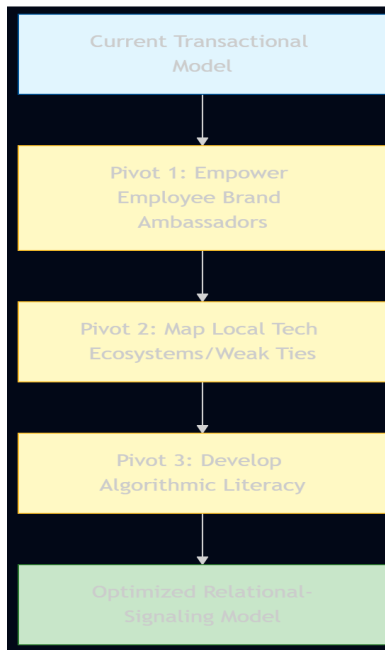 Current Transactional
Model
Pivot 1: Empower
Employee Brand
Ambassadors
Pivot 2: Map Local Tech
Ecosystems/Weak Ties
Pivot 3: Develop
Algorithmic Literacy
Optimized Relational-
Signaling Model